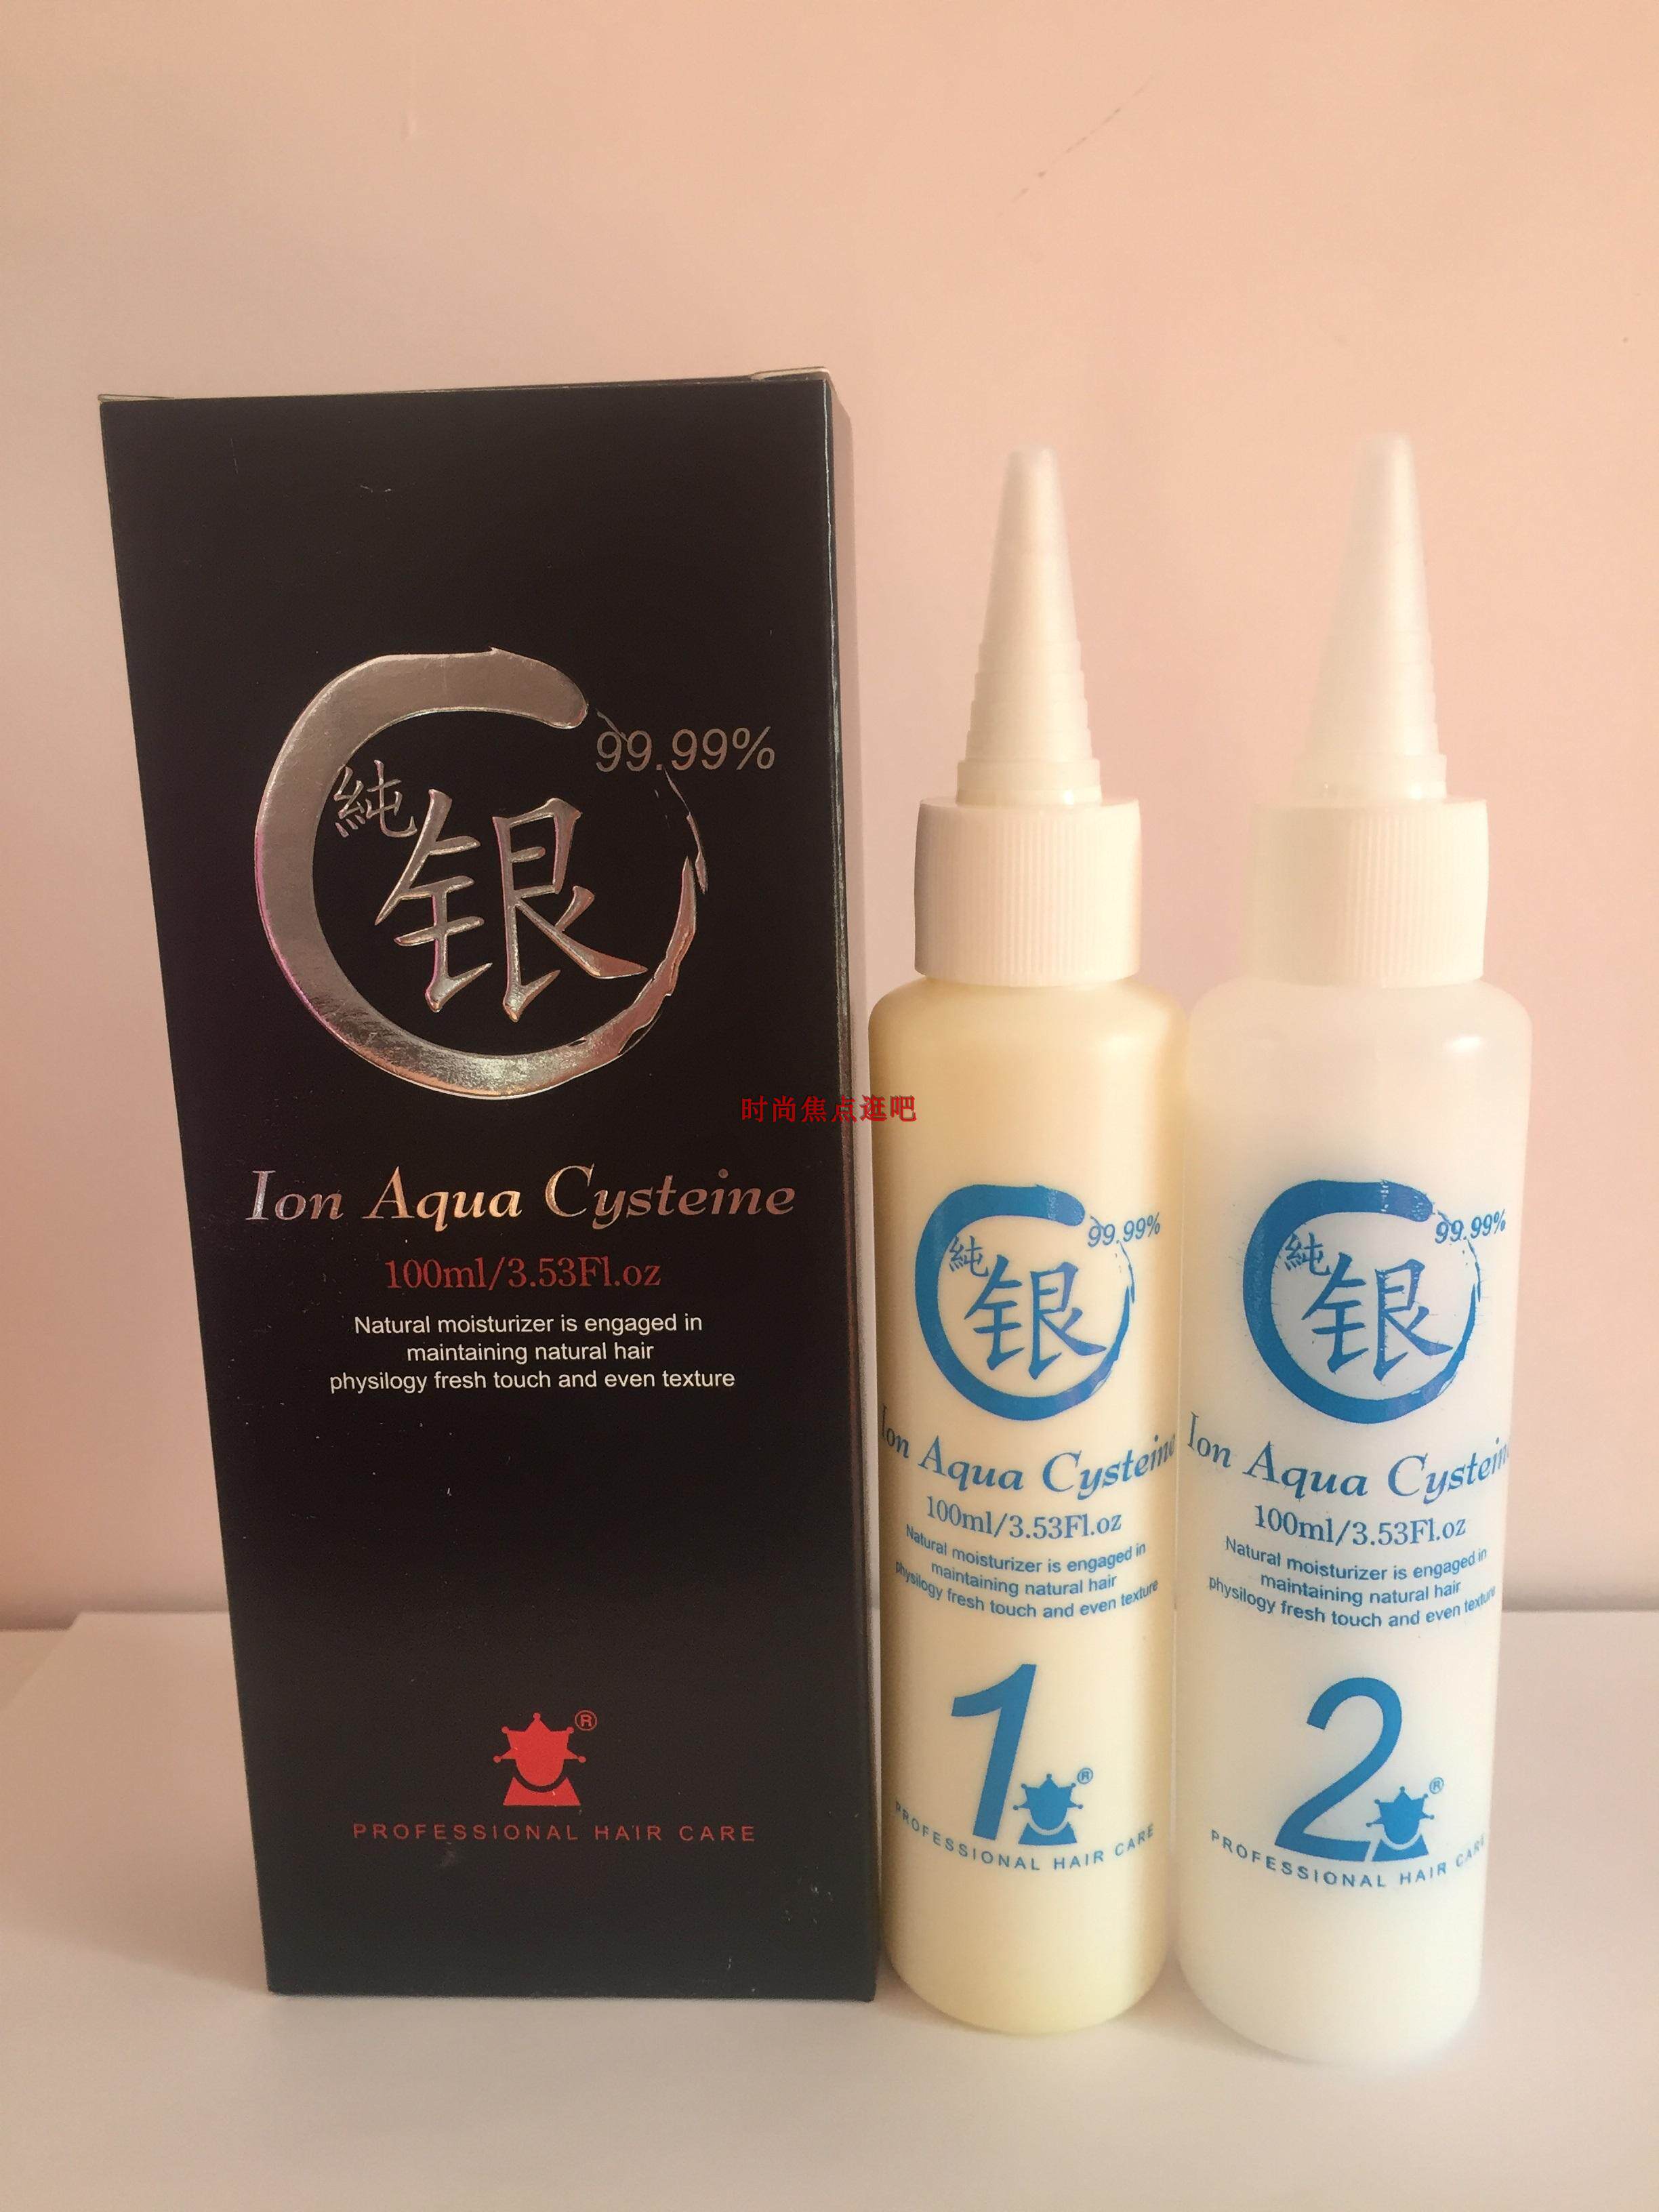 99.99%
純
银
Ion Aqua Cysteine
100ml/3.53Fl.oz
Natural moisturizer is engaged in
maintaining natural hair
physilogy fresh touch and even texture
®
PROFESSIONAL HAIR CARE
时尚焦点逛吧
99.99%
純
银
Ion Aqua Cysteine
100ml/3.53Fl.oz
Natural moisturizer is engaged in
maintaining natural hair
physilogy fresh touch and even texture
1
®
PROFESSIONAL HAIR CARE
99.99%
純
银
Ion Aqua Cystein
100ml/3.53Fl.oz
Natural moisturizer is engaged in
maintaining natural hair
physilogy fresh touch and even texture
2
®
PROFESSIONAL HAIR CARE